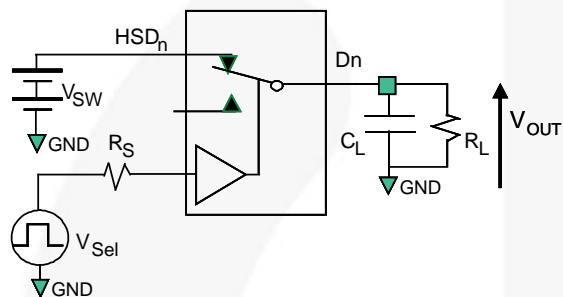 HSDn
Dn
VSW
GND
RS
CL
RL
VOUT
GND
VSel
GND